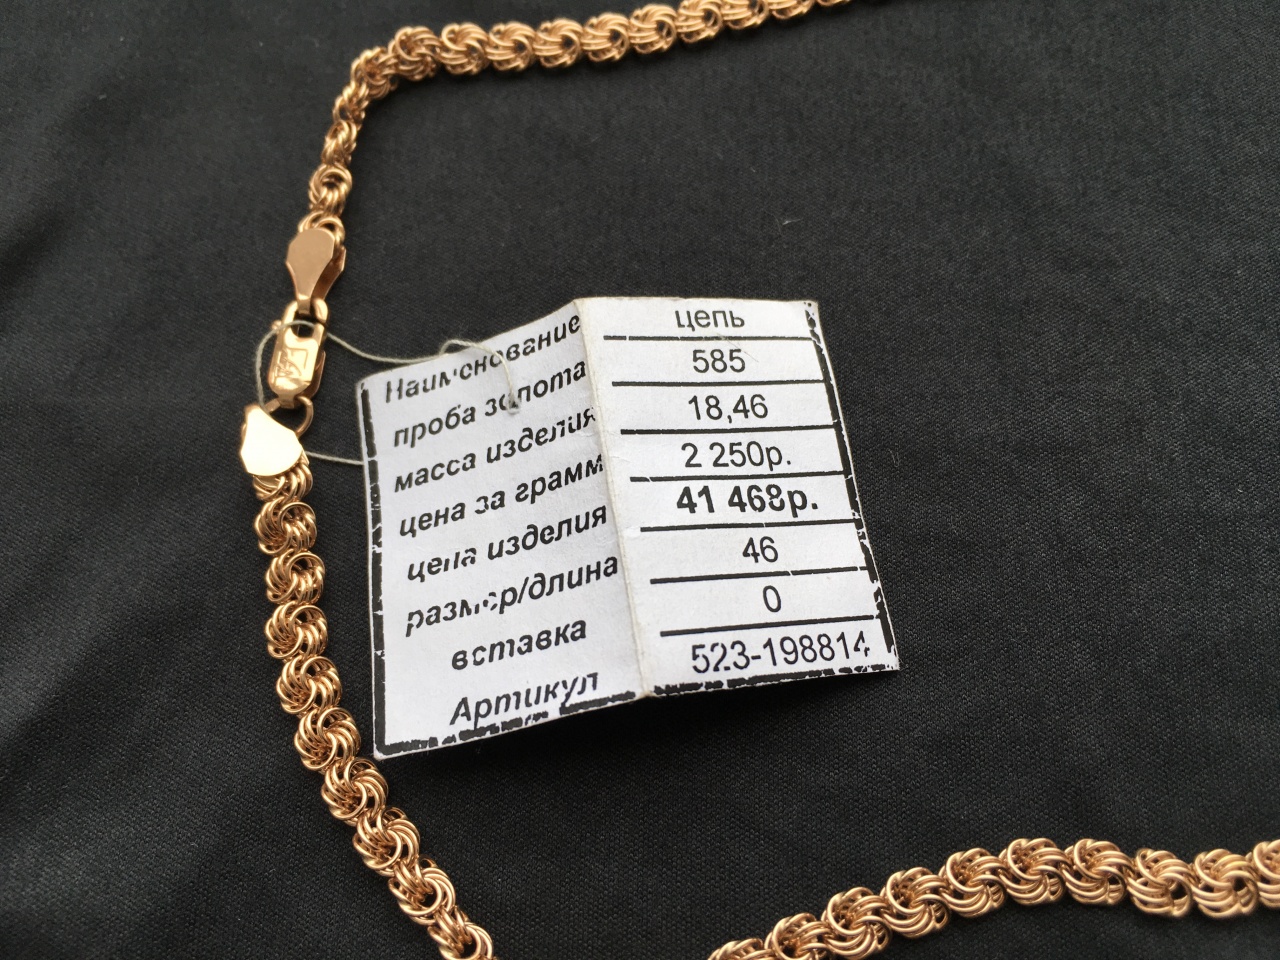 Наименование цепь
проба золота 585
масса изделия 18,46
цена за грамм 2 250р.
цена изделия 41 468р.
размер/длина 46
вставка 0
Артикул 523-198814